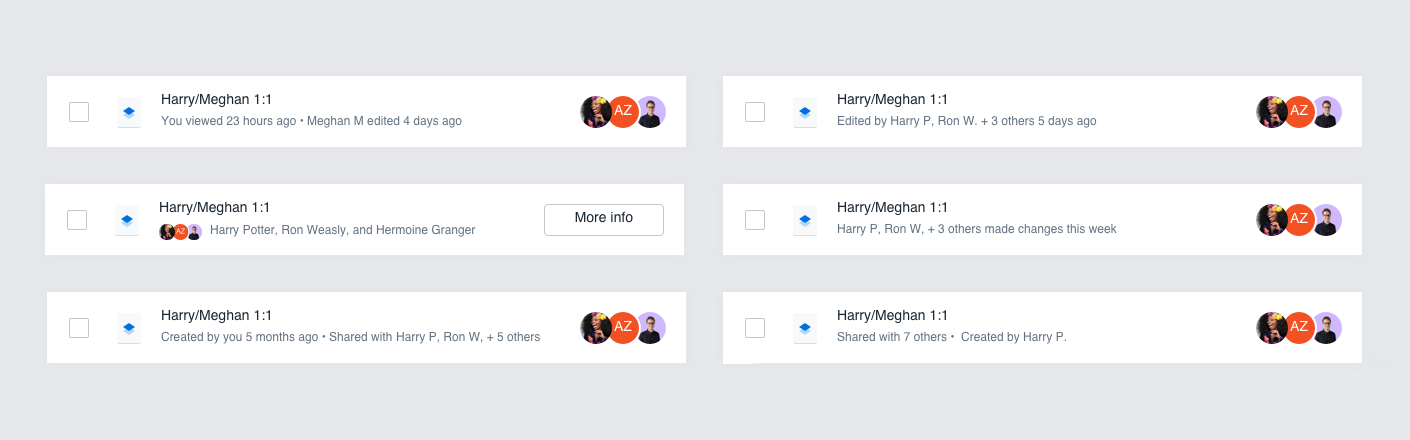 Harry/Meghan 1:1
You viewed 23 hours ago • Meghan M edited 4 days ago
AZ
Harry/Meghan 1:1
Edited by Harry P, Ron W. + 3 others 5 days ago
AZ
Harry/Meghan 1:1
AZ
Harry Potter, Ron Weasly, and Hermoine Granger
More info
Harry/Meghan 1:1
Harry P, Ron W, + 3 others made changes this week
AZ
Harry/Meghan 1:1
Created by you 5 months ago • Shared with Harry P, Ron W, + 5 others
AZ
Harry/Meghan 1:1
Shared with 7 others • Created by Harry P.
AZ